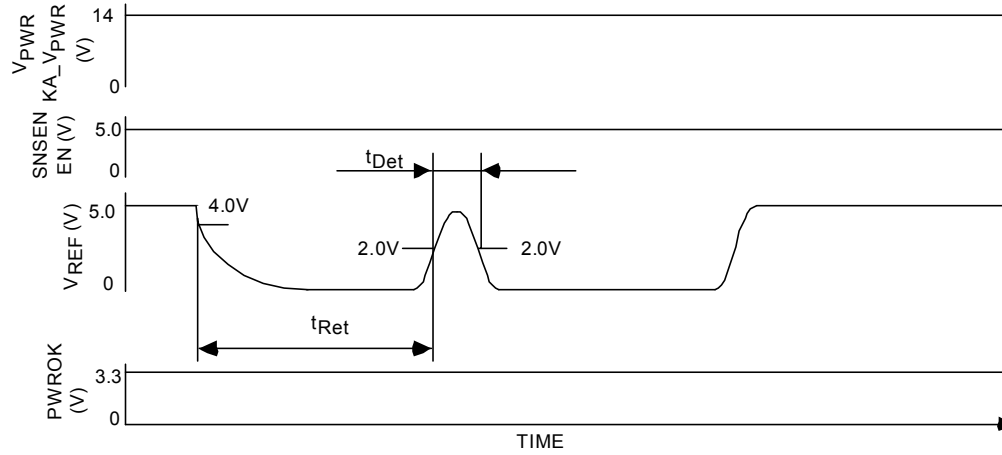 VPWR
KA_VPWR
(V)
14
0
SNSEN
EN (V)
5.0
0
tDet
VREF (V)
5.0
0
4.0V
2.0V
2.0V
tRet
PWROK
(V)
3.3
0
TIME